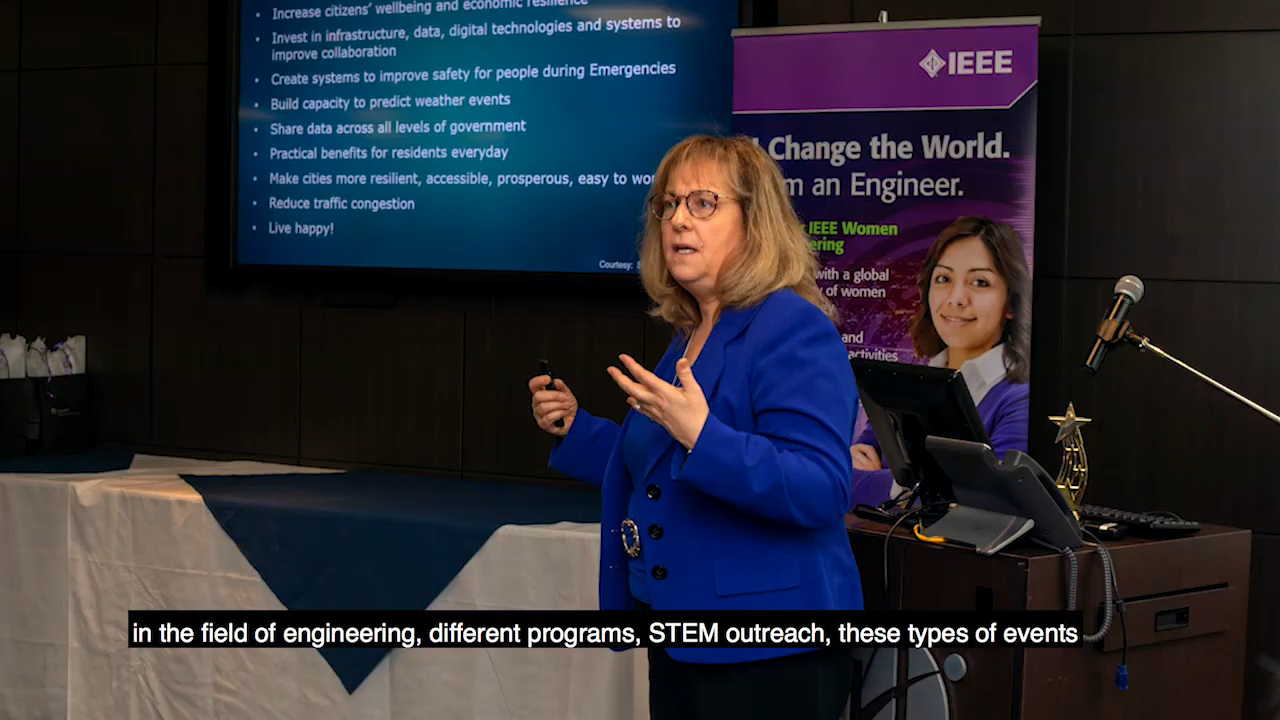 • Increase citizens’ wellbeing and economic resilience
• Invest in infrastructure, data, digital technologies and systems to
improve collaboration
• Create systems to improve safety for people during Emergencies
• Build capacity to predict weather events
• Share data across all levels of government
• Practical benefits for residents everyday
• Make cities more resilient, accessible, prosperous, easy to
• Reduce traffic congestion
• Live happy!
Courtesy:
IEEE
I Change the World.
an Engineer.
IEEE Women
with a global
of women
and
activities
in the field of engineering, different programs, STEM outreach, these types of events